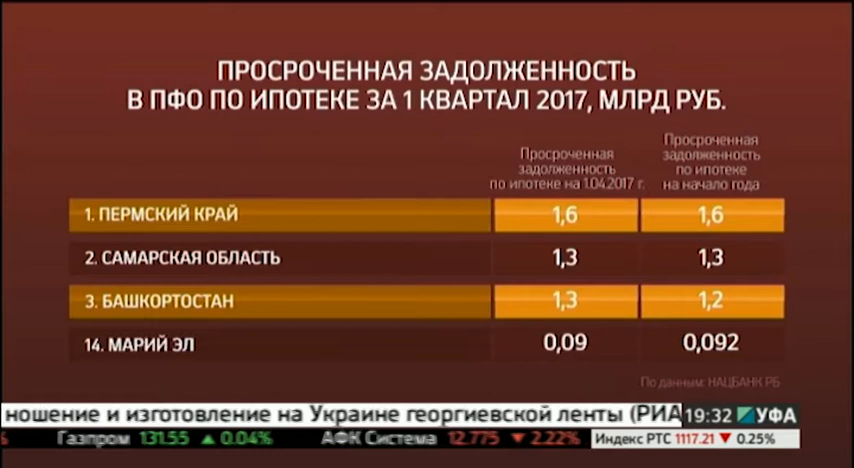 ПРОСРОЧЕННАЯ ЗАДОЛЖЕННОСТЬ
В ПФО ПО ИПОТЕКЕ ЗА 1 КВАРТАЛ 2017, МЛРД РУБ.
Просроченная
задолженность
по ипотеке на 1.04.2017 г.
Просроченная
задолженность
по ипотеке
на начало года
1. ПЕРМСКИЙ КРАЙ 1,6 1,6
2. САМАРСКАЯ ОБЛАСТЬ 1,3 1,3
3. БАШКОРТОСТАН 1,3 1,2
14. МАРИЙ ЭЛ 0,09 0,092
По данным: НАЦБАНК РБ
ношение и изготовление на Украине георгиевской ленты (РИА 19:32 УФА
Газпром 131.55 ▲ 0.04% АФК Система 12.775 ▼ 2.22% Индекс РТС 1117.21 ▼ 0.25%